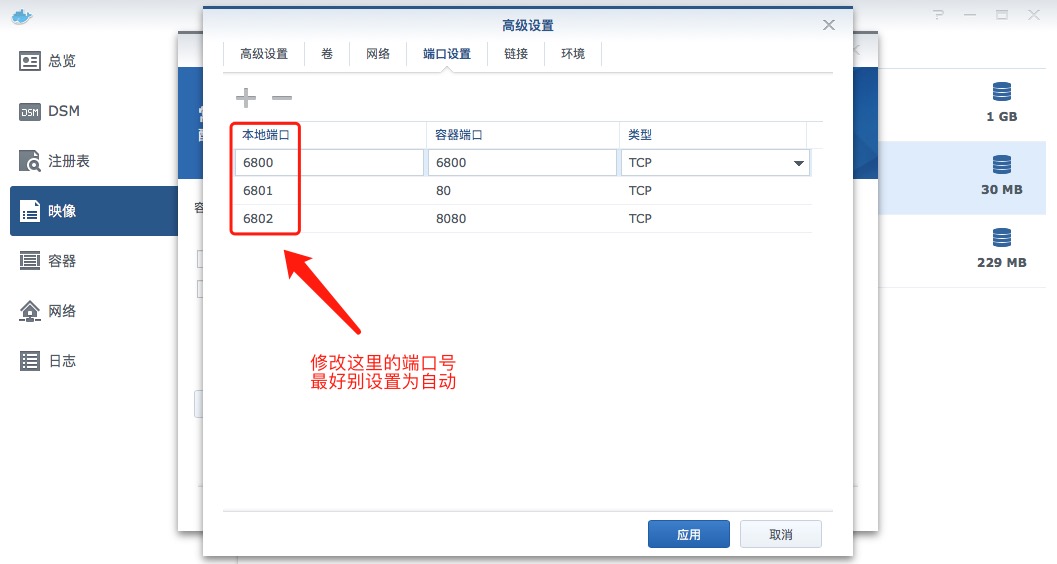 高级设置
总览
DSM
DSM
注册表
映像
容器
网络
日志
高级设置
卷
网络
端口设置
链接
环境
本地端口
容器端口
类型
6800
6800
TCP
6801
80
TCP
6802
8080
TCP
修改这里的端口号
最好别设置为自动
应用
取消
1 GB
30 MB
229 MB